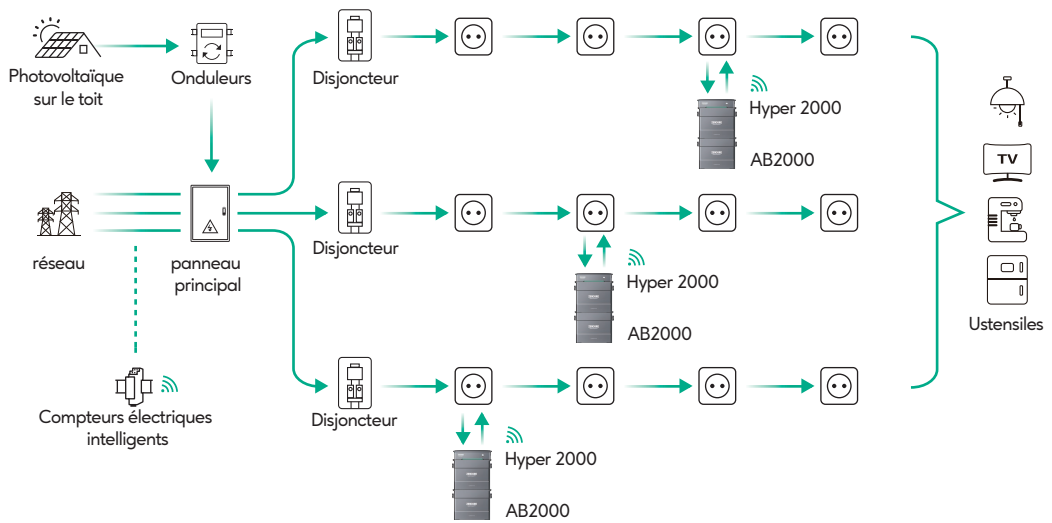 Photovoltaïque
sur le toit
Onduleurs
Disjoncteur
Hyper 2000
AB2000
réseau
panneau
principal
Disjoncteur
Hyper 2000
AB2000
TV
Ustensiles
Compteurs électriques
intelligents
Disjoncteur
Hyper 2000
AB2000